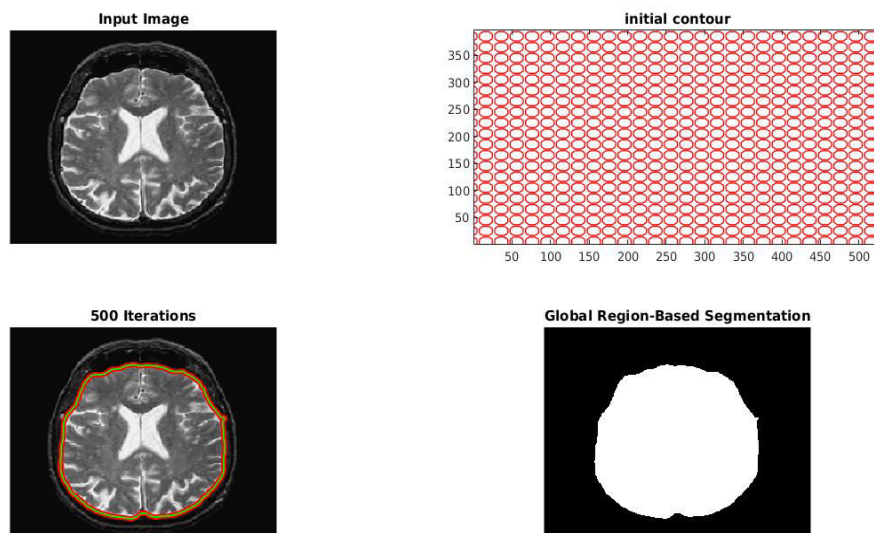 Input Image
initial contour
350
300
250
200
150
100
50
50 100 150 200 250 300 350 400 450 500
500 Iterations
Global Region-Based Segmentation